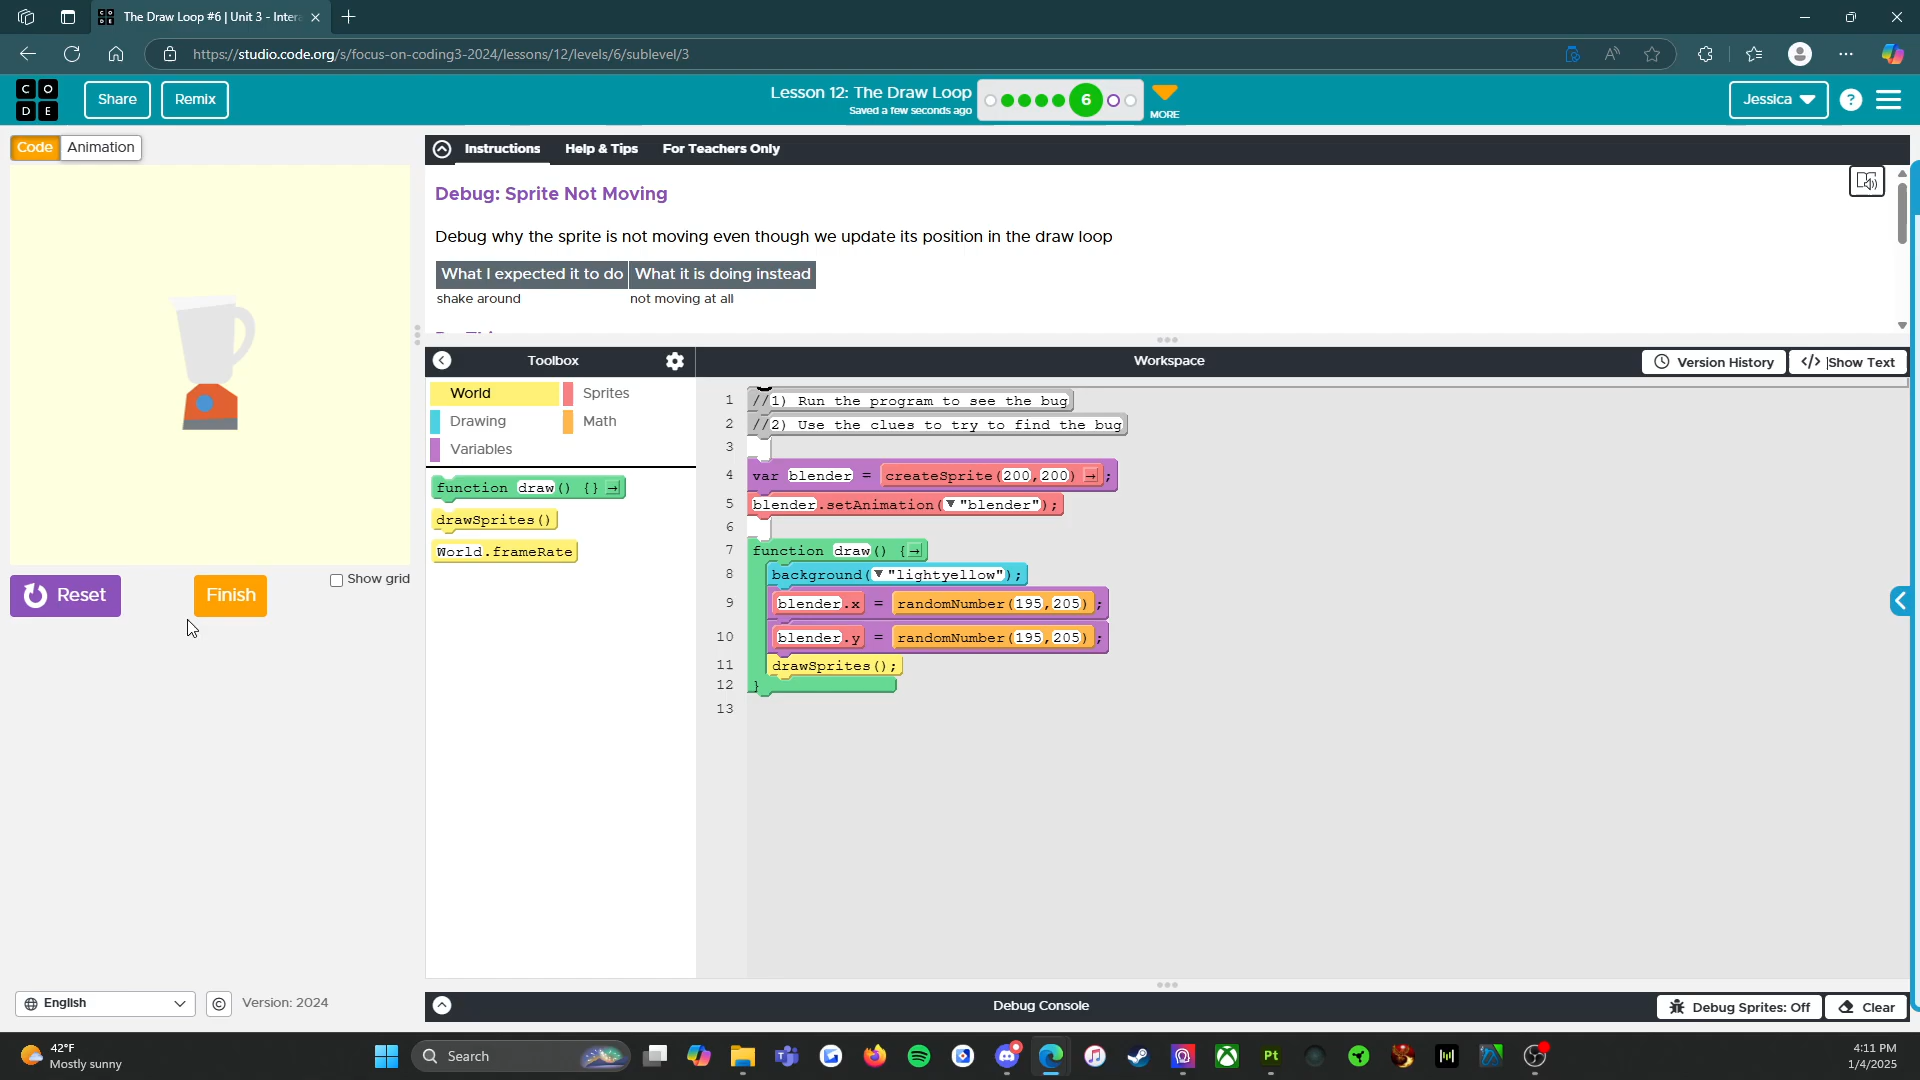 The Draw Loop #6 | Unit 3 - Intera
https://studio.code.org/s/focus-on-coding3-2024/lessons/12/levels/6/sublevel/3
C O
D E
Share
Remix
Lesson 12: The Draw Loop
Saved a few seconds ago
6
MORE
Jessica
?
Code
Animation
Instructions
Help & Tips
For Teachers Only
Debug: Sprite Not Moving
Debug why the sprite is not moving even though we update its position in the draw loop
What I expected it to do
What it is doing instead
shake around
not moving at all
Toolbox
Workspace
Version History
</> Show Text
World
Sprites
Drawing
Math
Variables
function draw() {}
drawSprites()
World.frameRate
1 //1) Run the program to see the bug
2 //2) Use the clues to try to find the bug
3
4 var blender = createSprite(200,200);
5 blender.setAnimation("blender");
6
7 function draw() {
8 background("lightyellow");
9 blender.x = randomNumber(195,205);
10 blender.y = randomNumber(195,205);
11 drawSprites();
12 }
13
Reset
Finish
Show grid
English
© Version: 2024
Debug Console
Debug Sprites: Off
Clear
42°F
Mostly sunny
Search
Pt
4:11 PM
1/4/2025